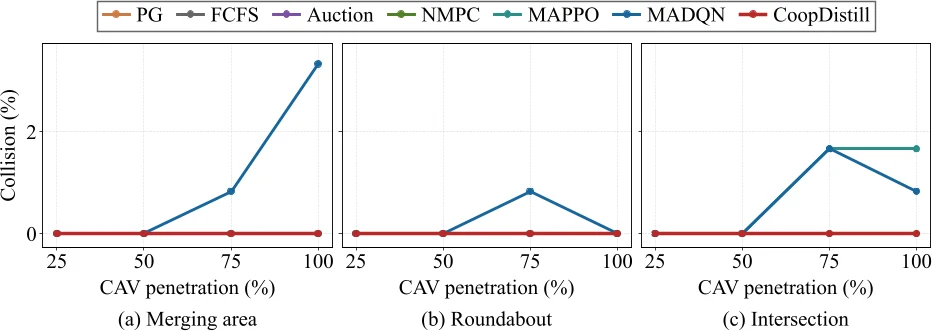 PG FCFS Auction NMPC MAPPO MADQN CoopDistill
Collision (%)
2
0
25 50 75 100
25 50 75 100
25 50 75 100
CAV penetration (%)
CAV penetration (%)
CAV penetration (%)
(a) Merging area
(b) Roundabout
(c) Intersection